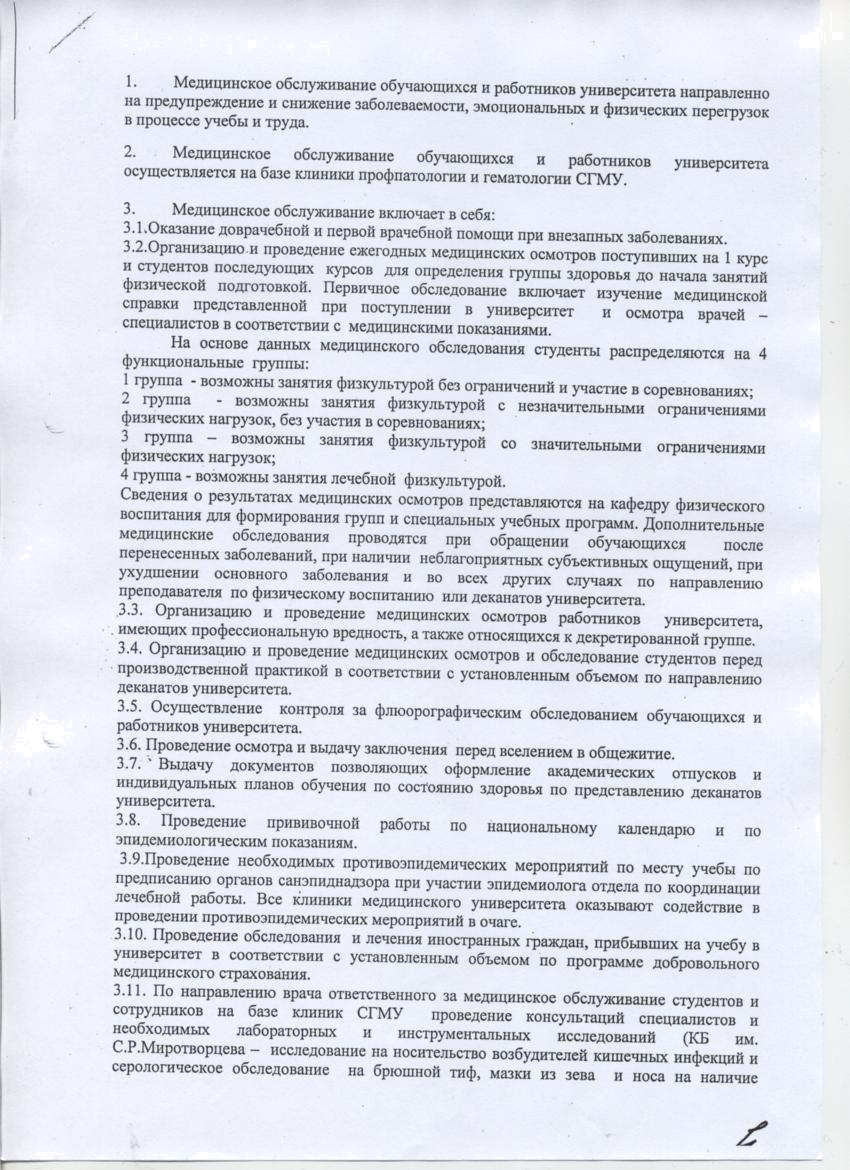 1. Медицинское обслуживание обучающихся и работников университета направленно
на предупреждение и снижение заболеваемости, эмоциональных и физических перегрузок
в процессе учебы и труда.
2. Медицинское обслуживание обучающихся и работников университета
осуществляется на базе клиники профпатологии и гематологии СГМУ.
3. Медицинское обслуживание включает в себя:
3.1.Оказание доврачебной и первой врачебной помощи при внезапных заболеваниях.
3.2.Организацию и проведение ежегодных медицинских осмотров поступивших на 1 курс
и студентов последующих курсов для определения группы здоровья до начала занятий
физической подготовкой. Первичное обследование включает изучение медицинской
справки представленной при поступлении в университет и осмотра врачей –
специалистов в соответствии с медицинскими показаниями.
На основе данных медицинского обследования студенты распределяются на 4
функциональные группы:
1 группа - возможны занятия физкультурой без ограничений и участие в соревнованиях;
2 группа - возможны занятия физкультурой с незначительными ограничениями
физических нагрузок, без участия в соревнованиях;
3 группа – возможны занятия физкультурой со значительными ограничениями
физических нагрузок;
4 группа - возможны занятия лечебной физкультурой.
Сведения о результатах медицинских осмотров представляются на кафедру физического
воспитания для формирования групп и специальных учебных программ. Дополнительные
медицинские обследования проводятся при обращении обучающихся после
перенесенных заболеваний, при наличии неблагоприятных субъективных ощущений, при
ухудшении основного заболевания и во всех других случаях по направлению
преподавателя по физическому воспитанию или деканатов университета.
3.3. Организацию и проведение медицинских осмотров работников университета,
имеющих профессиональную вредность, а также относящихся к декретированной группе.
3.4. Организацию и проведение медицинских осмотров и обследование студентов перед
производственной практикой в соответствии с установленным объемом по направлению
деканатов университета.
3.5. Осуществление контроля за флюорографическим обследованием обучающихся и
работников университета.
3.6. Проведение осмотра и выдачу заключения перед вселением в общежитие.
3.7. Выдачу документов позволяющих оформление академических отпусков и
индивидуальных планов обучения по состоянию здоровья по представлению деканатов
университета.
3.8. Проведение прививочной работы по национальному календарю и по
эпидемиологическим показаниям.
3.9.Проведение необходимых противоэпидемических мероприятий по месту учебы по
предписанию органов санэпиднадзора при участии эпидемиолога отдела по координации
лечебной работы. Все клиники медицинского университета оказывают содействие в
проведении противоэпидемических мероприятий в очаге.
3.10. Проведение обследования и лечения иностранных граждан, прибывших на учебу в
университет в соответствии с установленным объемом по программе добровольного
медицинского страхования.
3.11. По направлению врача ответственного за медицинское обслуживание студентов и
сотрудников на базе клиник СГМУ проведение консультаций специалистов и
необходимых лабораторных и инструментальных исследований (КБ им.
С.Р.Миротворцева – исследование на носительство возбудителей кишечных инфекций и
серологическое обследование на брюшной тиф, мазки из зева и носа на наличие